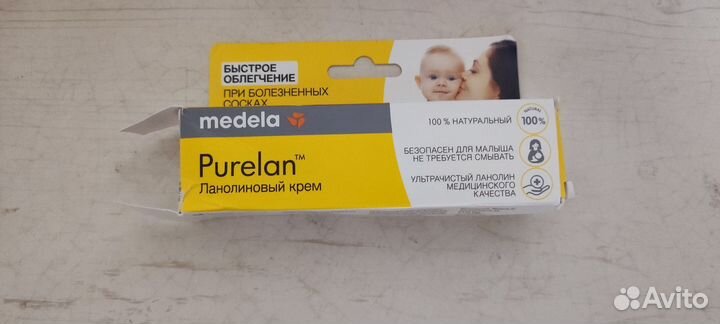 БЫСТРОЕ
ОБЛЕГЧЕНИЕ
ПРИ БОЛЕЗНЕННЫХ
СОСКАХ
medela
Purelan™
Ланолиновый крем
100 % НАТУРАЛЬНЫЙ
NATURAL
100%
БЕЗОПАСЕН ДЛЯ МАЛЫША
НЕ ТРЕБУЕТСЯ СМЫВАТЬ
УЛЬТРАЧИСТЫЙ ЛАНОЛИН
МЕДИЦИНСКОГО
КАЧЕСТВА
Avito